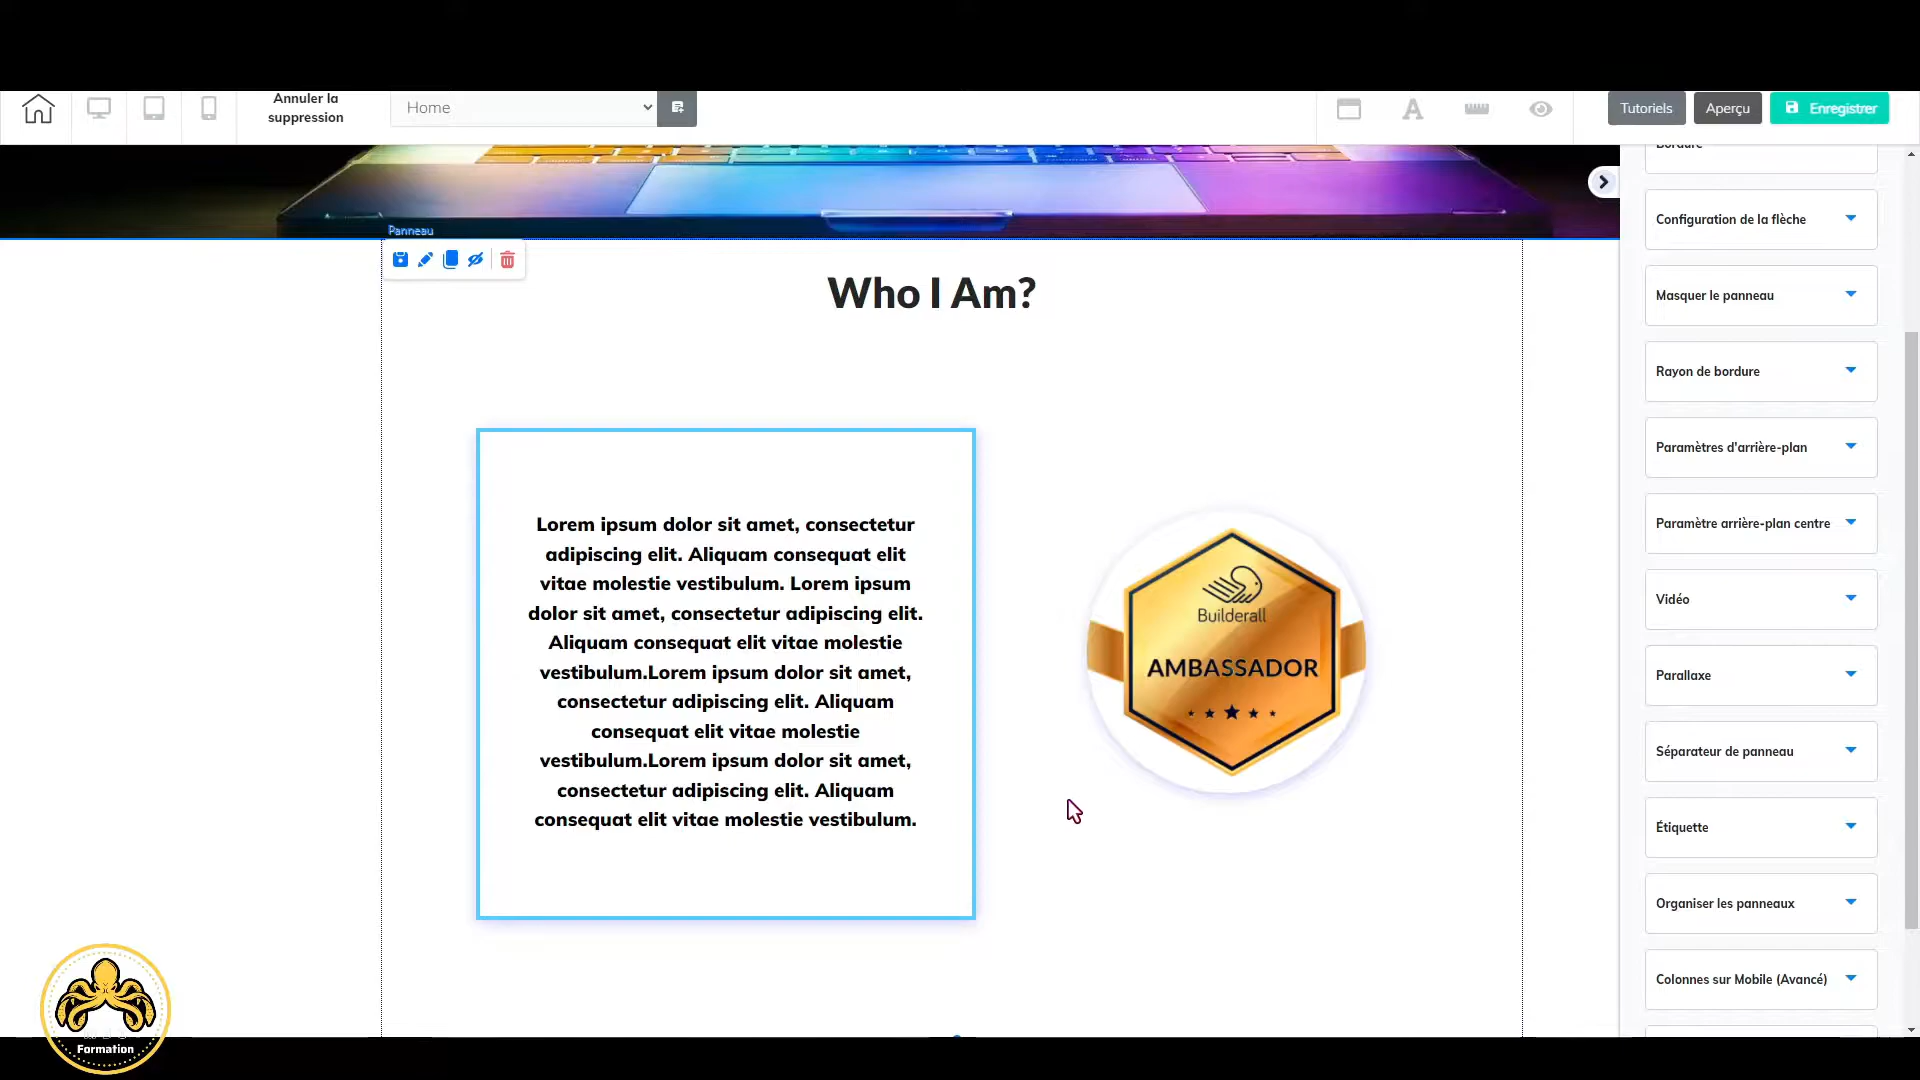 Annuler la
suppression
Home
Tutoriels
Aperçu
Enregistrer
Bordure
Panneau
Configuration de la flèche
Who I Am?
Masquer le panneau
Rayon de bordure
Paramètres d'arrière-plan
Paramètre arrière-plan centre
Vidéo
Parallaxe
Séparateur de panneau
Étiquette
Organiser les panneaux
Colonnes sur Mobile (Avancé)
Lorem ipsum dolor sit amet, consectetur
adipiscing elit. Aliquam consequat elit
vitae molestie vestibulum. Lorem ipsum
dolor sit amet, consectetur adipiscing elit.
Aliquam consequat elit vitae molestie
vestibulum.Lorem ipsum dolor sit amet,
consectetur adipiscing elit. Aliquam
consequat elit vitae molestie
vestibulum.Lorem ipsum dolor sit amet,
consectetur adipiscing elit. Aliquam
consequat elit vitae molestie vestibulum.
Builderall
AMBASSADOR
Formation